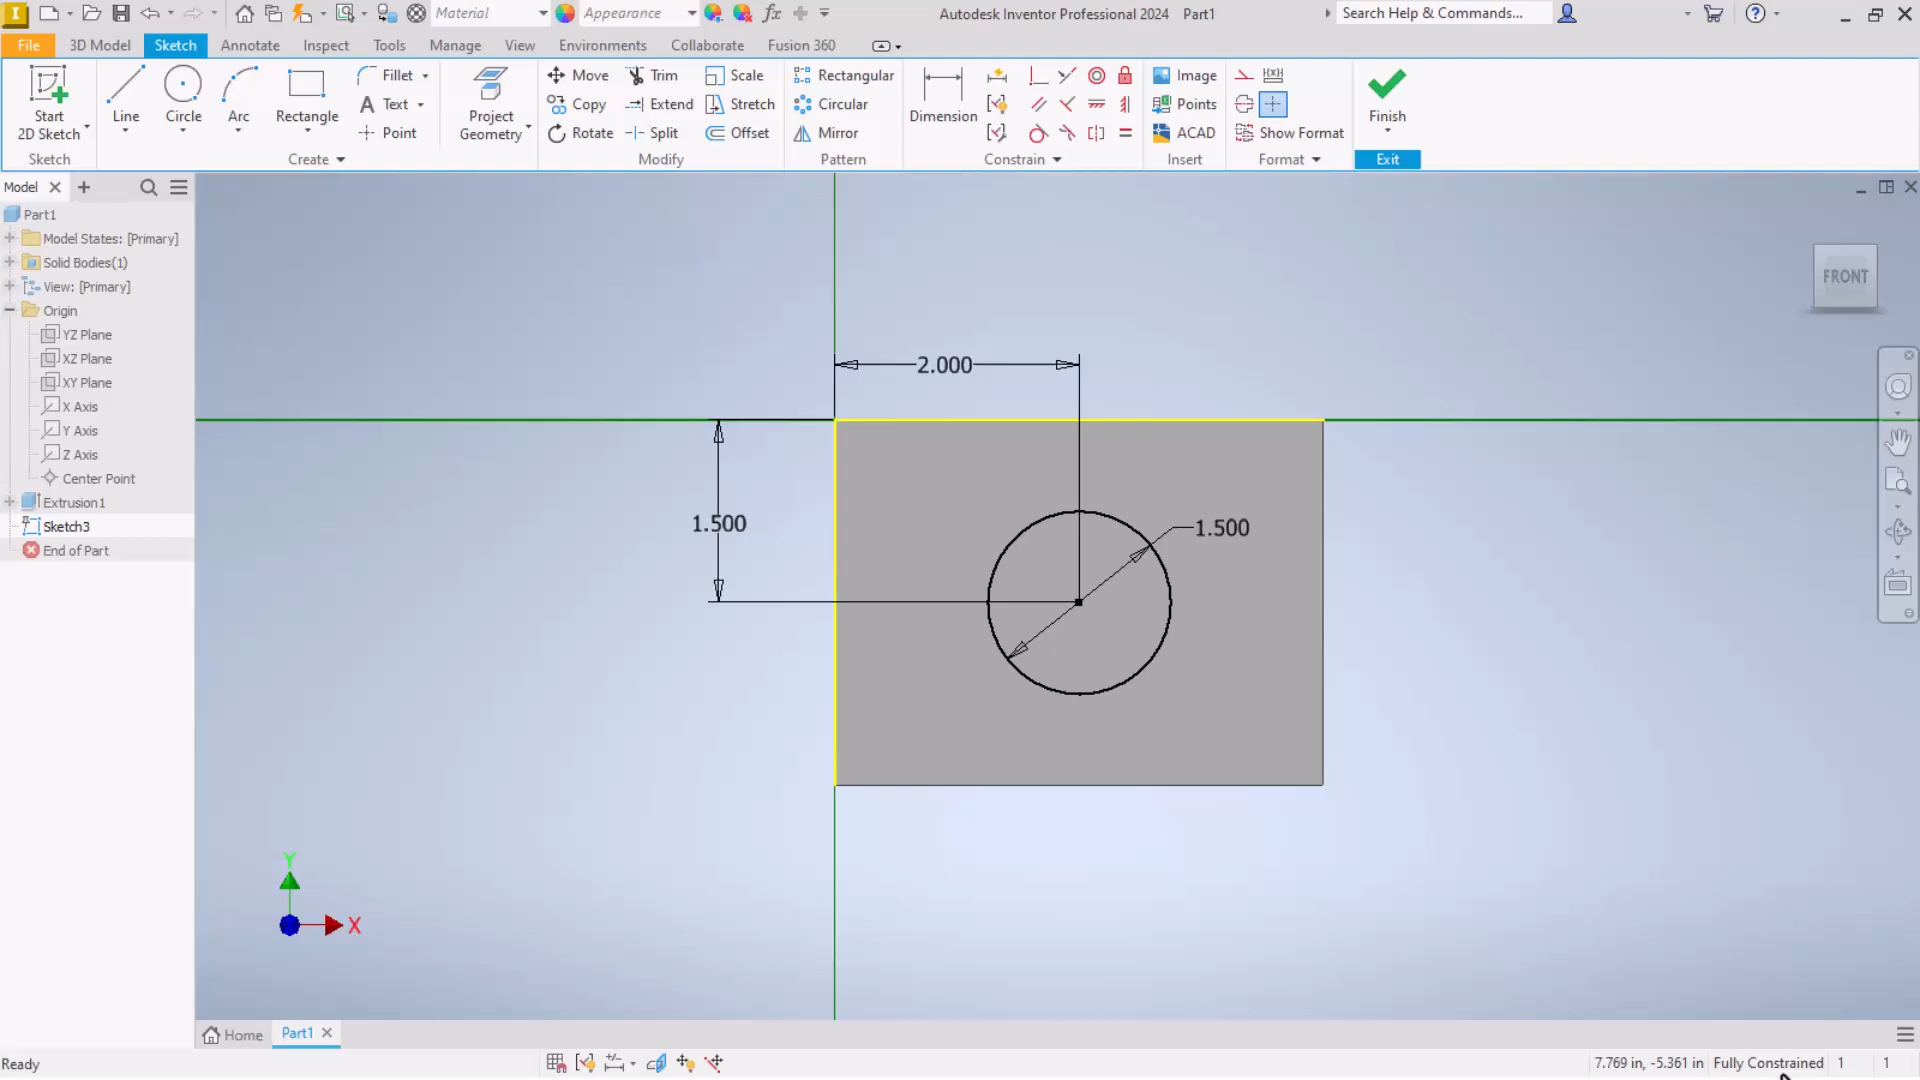 Material
Appearance
fx
Autodesk Inventor Professional 2024 Part1
Search Help & Commands...
File
3D Model
Sketch
Annotate
Inspect
Tools
Manage
View
Environments
Collaborate
Fusion 360
Start
2D Sketch
Line
Circle
Arc
Rectangle
Fillet
Text
Point
Project
Geometry
Move
Copy
Rotate
Trim
Extend
Split
Scale
Stretch
Offset
Rectangular
Circular
Mirror
Dimension
Image
Points
ACAD
Show Format
Finish
Sketch
Create
Modify
Pattern
Constrain
Insert
Format
Exit
Model
Part1
Model States: [Primary]
Solid Bodies(1)
View: [Primary]
Origin
YZ Plane
XZ Plane
XY Plane
X Axis
Y Axis
Z Axis
Center Point
Extrusion1
Sketch3
End of Part
FRONT
2.000
1.500
1.500
Y
X
Home
Part1
Ready
7.769 in, -5.361 in Fully Constrained 1 1